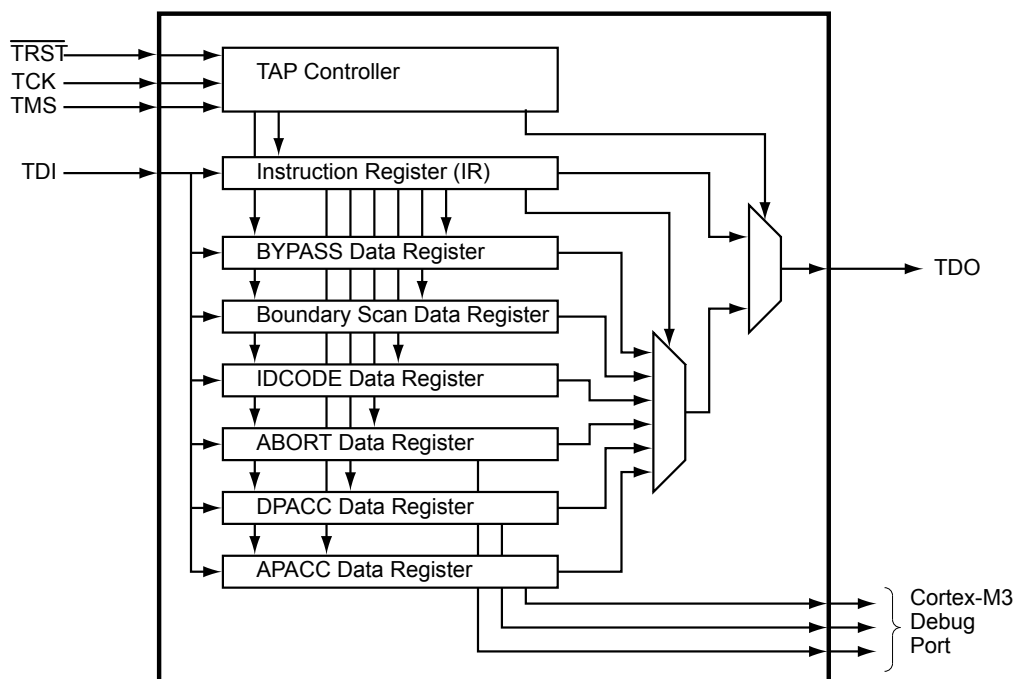 TRST
TCK
TMS
TDI
TAP Controller
Instruction Register (IR)
BYPASS Data Register
Boundary Scan Data Register
IDCODE Data Register
ABORT Data Register
DPACC Data Register
APACC Data Register
TDO
Cortex-M3
Debug
Port